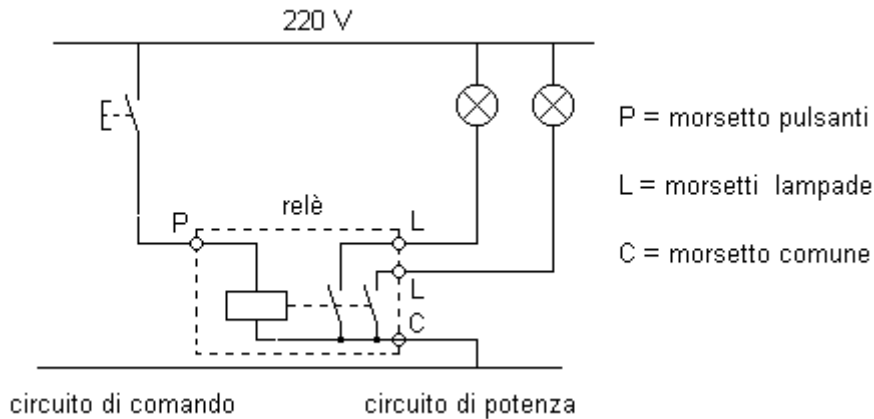 220 V
P = morsetto pulsanti
L = morsetti lampade
C = morsetto comune
relè
P
L
L
C
circuito di comando
circuito di potenza